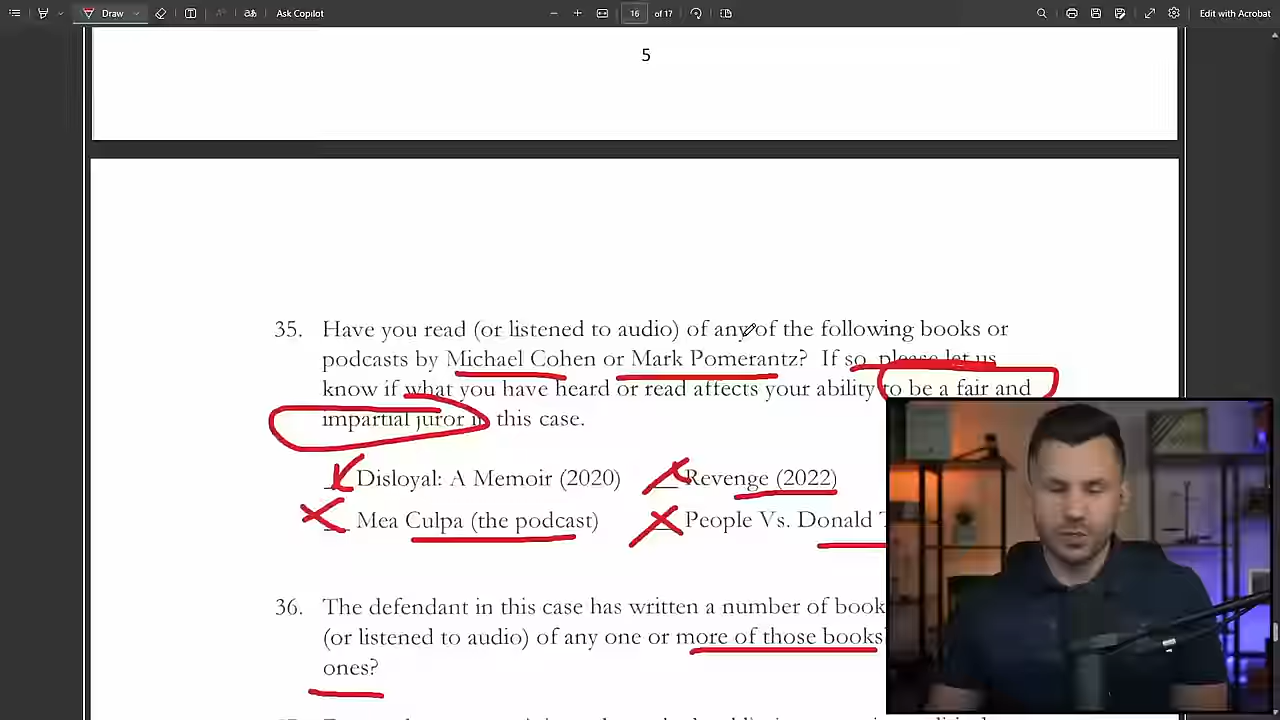 Draw
Ask Copilot
16 of 17
Edit with Acrobat
5
35. Have you read (or listened to audio) of any of the following books or
podcasts by Michael Cohen or Mark Pomerantz? If so, please let us
know if what you have heard or read affects your ability to be a fair and
impartial juror in this case.
__ Disloyal: A Memoir (2020) __ Revenge (2022)
__ Mea Culpa (the podcast) __ People Vs. Donald
36. The defendant in this case has written a number of book
(or listened to audio) of any one or more of those books
ones?